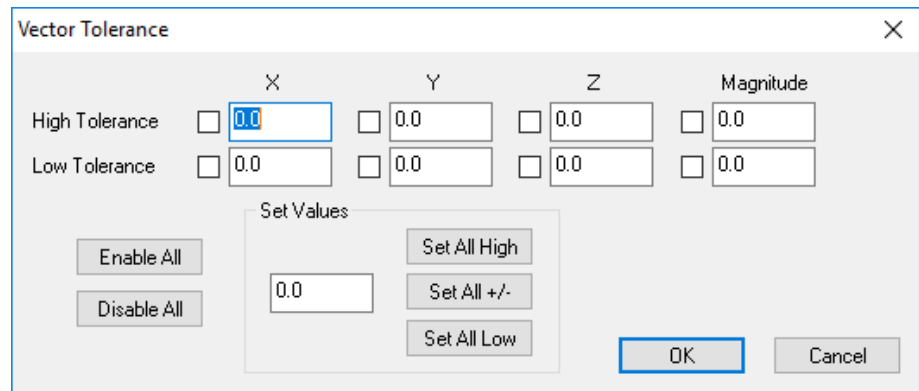 Vector Tolerance
X Y Z Magnitude
High Tolerance 0.0 0.0 0.0 0.0
Low Tolerance 0.0 0.0 0.0 0.0
Set Values
Enable All
Set All High
0.0
Set All +/-
Disable All
Set All Low
OK Cancel